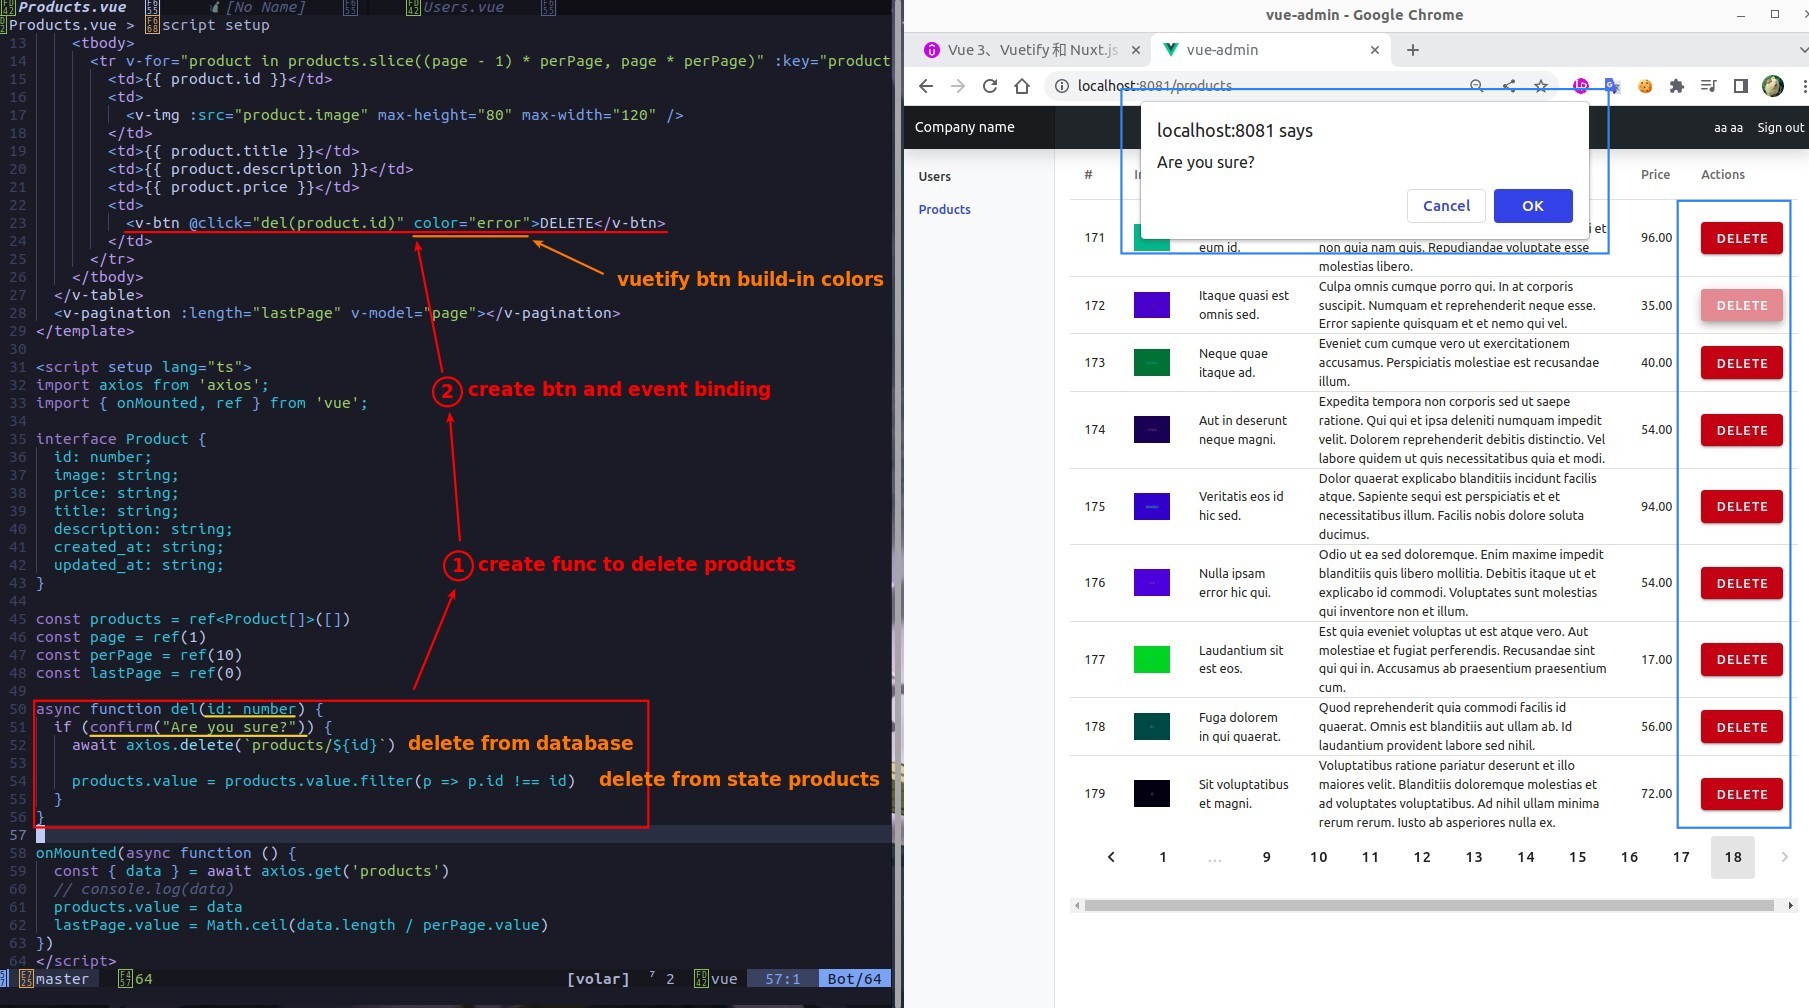 Products.vue
[No Name]
Users.vue
Products.vue > script setup
13 <tbody>
14 <tr v-for="product in products.slice((page - 1) * perPage, page * perPage)" :key="product
15 <td>{{ product.id }}</td>
16 <td>
17 <v-img :src="product.image" max-height="80" max-width="120" />
18 </td>
19 <td>{{ product.title }}</td>
20 <td>{{ product.description }}</td>
21 <td>{{ product.price }}</td>
22 <td>
23 <v-btn @click="del(product.id)" color="error">DELETE</v-btn>
24 </td>
25 </tr>
26 </tbody>
vuetify btn build-in colors
27 </v-table>
28 <v-pagination :length="lastPage" v-model="page"></v-pagination>
29 </template>
30
31 <script setup lang="ts">
32 import axios from 'axios';
② create btn and event binding
33 import { onMounted, ref } from 'vue';
34
35 interface Product {
36 id: number;
37 image: string;
38 price: string;
39 title: string;
40 description: string;
41 created_at: string;
42 updated_at: string;
① create func to delete products
43 }
44
45 const products = ref<Product[]>([])
46 const page = ref(1)
47 const perPage = ref(10)
48 const lastPage = ref(0)
49
50 async function del(id: number) {
51 if (confirm("Are you sure?")) {
52 await axios.delete(`products/${id}`) delete from database
53
54 products.value = products.value.filter(p => p.id !== id) delete from state products
55 }
56 }
57
58 onMounted(async function () {
59 const { data } = await axios.get('products')
60 // console.log(data)
61 products.value = data
62 lastPage.value = Math.ceil(data.length / perPage.value)
63 })
64 </script>
master 64 [volar] 7 2 vue 57:1 Bot/64
vue-admin - Google Chrome
Vue 3、Vuetify 和 Nuxt.js
vue-admin
localhost:8081/products
Company name
aa aa Sign out
localhost:8081 says
Are you sure?
Cancel OK
Users
Products
# Price Actions
171 96.00 DELETE
eum id.
non quia nam quis. Repudiandae voluptate esse
molestias libero.
172 35.00 DELETE
Itaque quasi est
omnis sed.
Culpa omnis cumque porro qui. In at corporis
suscipit. Numquam et reprehenderit neque esse.
Error sapiente quisquam et et nemo qui vel.
173 40.00 DELETE
Neque quae
itaque ad.
Eveniet cum cumque vero ut exercitationem
accusamus. Perspiciatis molestiae est recusandae
illum.
174 54.00 DELETE
Aut in deserunt
neque magni.
Expedita tempora non corporis sed ut saepe
ratione. Qui qui et ipsa deleniti numquam impedit
velit. Dolorem reprehenderit debitis distinctio. Vel
labore quidem ut quis necessitatibus quia et modi.
175 94.00 DELETE
Veritatis eos id
hic sed.
Dolor quaerat explicabo blanditiis incidunt facilis
atque. Sapiente sequi est perspiciatis et et
necessitatibus illum. Facilis nobis dolore soluta
ducimus.
176 54.00 DELETE
Nulla ipsam
error hic qui.
Odio ut ea sed doloremque. Enim maxime impedit
blanditiis quis libero mollitia. Debitis itaque ut et
explicabo id commodi. Voluptates sunt molestias
qui inventore non et illum.
177 17.00 DELETE
Laudantium sit
est eos.
Est quia eveniet voluptas ut est atque vero. Aut
molestiae et fugiat perferendis. Recusandae sint
qui qui in. Accusamus ab praesentium praesentium
cum.
178 56.00 DELETE
Fuga dolorem
in qui quaerat.
Quod reprehenderit quia commodi facilis id
quaerat. Omnis est blanditiis aut ullam ab. Id
laudantium provident labore sed nihil.
179 72.00 DELETE
Sit voluptatibus
et magni.
Voluptatibus ratione pariatur deserunt et illo
maiores velit. Blanditiis doloremque molestias et
ad voluptates voluptatibus. Ad nihil ullam minima
rerum rerum. Iusto ab asperiores nulla ex.
1 ... 9 10 11 12 13 14 15 16 17 18